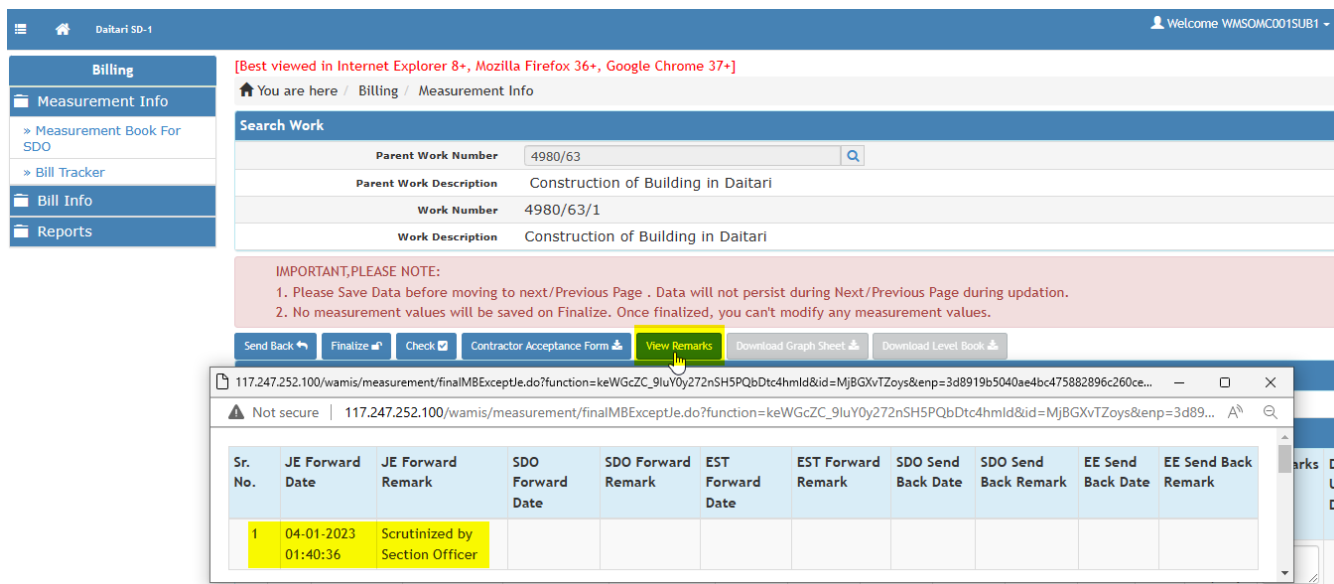 Daitari SD-1
Welcome WMSOMC001SUB1
Billing
Measurement Info
» Measurement Book For
SDO
» Bill Tracker
Bill Info
Reports
[Best viewed in Internet Explorer 8+, Mozilla Firefox 36+, Google Chrome 37+]
You are here / Billing / Measurement Info
Search Work
Parent Work Number 4980/63
Parent Work Description Construction of Building in Daitari
Work Number 4980/63/1
Work Description Construction of Building in Daitari
IMPORTANT,PLEASE NOTE:
1. Please Save Data before moving to next/Previous Page . Data will not persist during Next/Previous Page during updation.
2. No measurement values will be saved on Finalize. Once finalized, you can't modify any measurement values.
Send Back Finalize Check Contractor Acceptance Form View Remarks Download Graph Sheet Download Level Book
117.247.252.100/wamis/measurement/finalMBExceptJe.do?function=keWGcZC_9luY0y272nSH5PQbDtc4hmId&id=MjBGXvTZoys&enp=3d8919b5040ae4bc475882896c260ce...
Not secure | 117.247.252.100/wamis/measurement/finalMBExceptJe.do?function=keWGcZC_9luY0y272nSH5PQbDtc4hmId&id=MjBGXvTZoys&enp=3d89...
Sr. No. JE Forward Date JE Forward Remark SDO Forward Date SDO Forward Remark EST Forward Date EST Forward Remark SDO Send Back Date SDO Send Back Remark EE Send Back Date EE Send Back Remark
1 04-01-2023 01:40:36 Scrutinized by Section Officer
arks